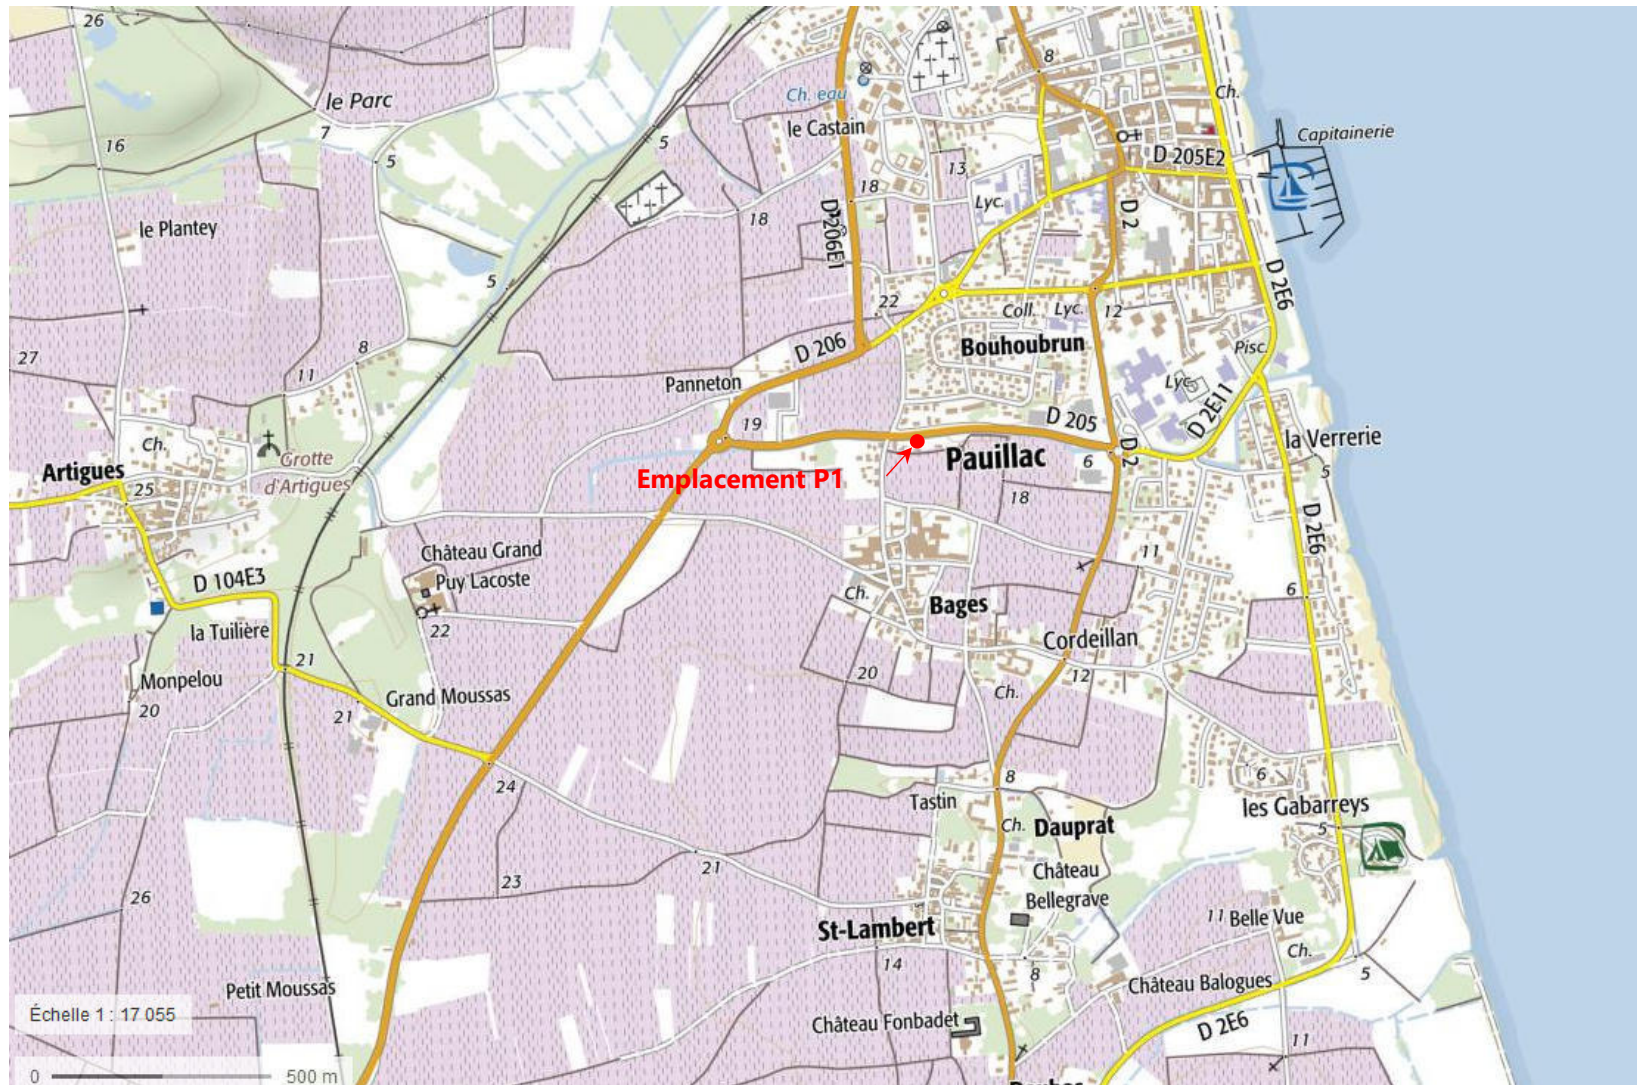 26
le Parc
7
5
16
5
Ch. eau
le Castain
8
Ch.
Capitainerie
D 205E2
13
18
Lyc.
18
D 206E1
D 2
le Plantey
5
D 2E6
22
Coll.
Lyc.
12
27
8
11
D 206
Bouhoubrun
Pisc.
Panneton
Lyc.
D 2E11
19
D 205
D 2
la Verrerie
Ch.
Artigues
Grotte
d'Artigues
Pauillac
6
5
25
Emplacement P1
18
D 2E6
Château Grand
Puy Lacoste
11
D 104E3
Ch.
Bages
6
la Tuilière
22
Cordeillan
21
Monpelou
20
12
20
Grand Moussas
Ch.
21
24
8
6
Tastin
les Gabarreys
Ch.
Dauprat
5
21
23
Château
Bellegrave
26
11
Belle Vue
St-Lambert
Ch.
14
8
5
Petit Moussas
Château Balogues
Échelle 1 : 17 055
Château Fonbadet
D 2E6
11
0
500 m